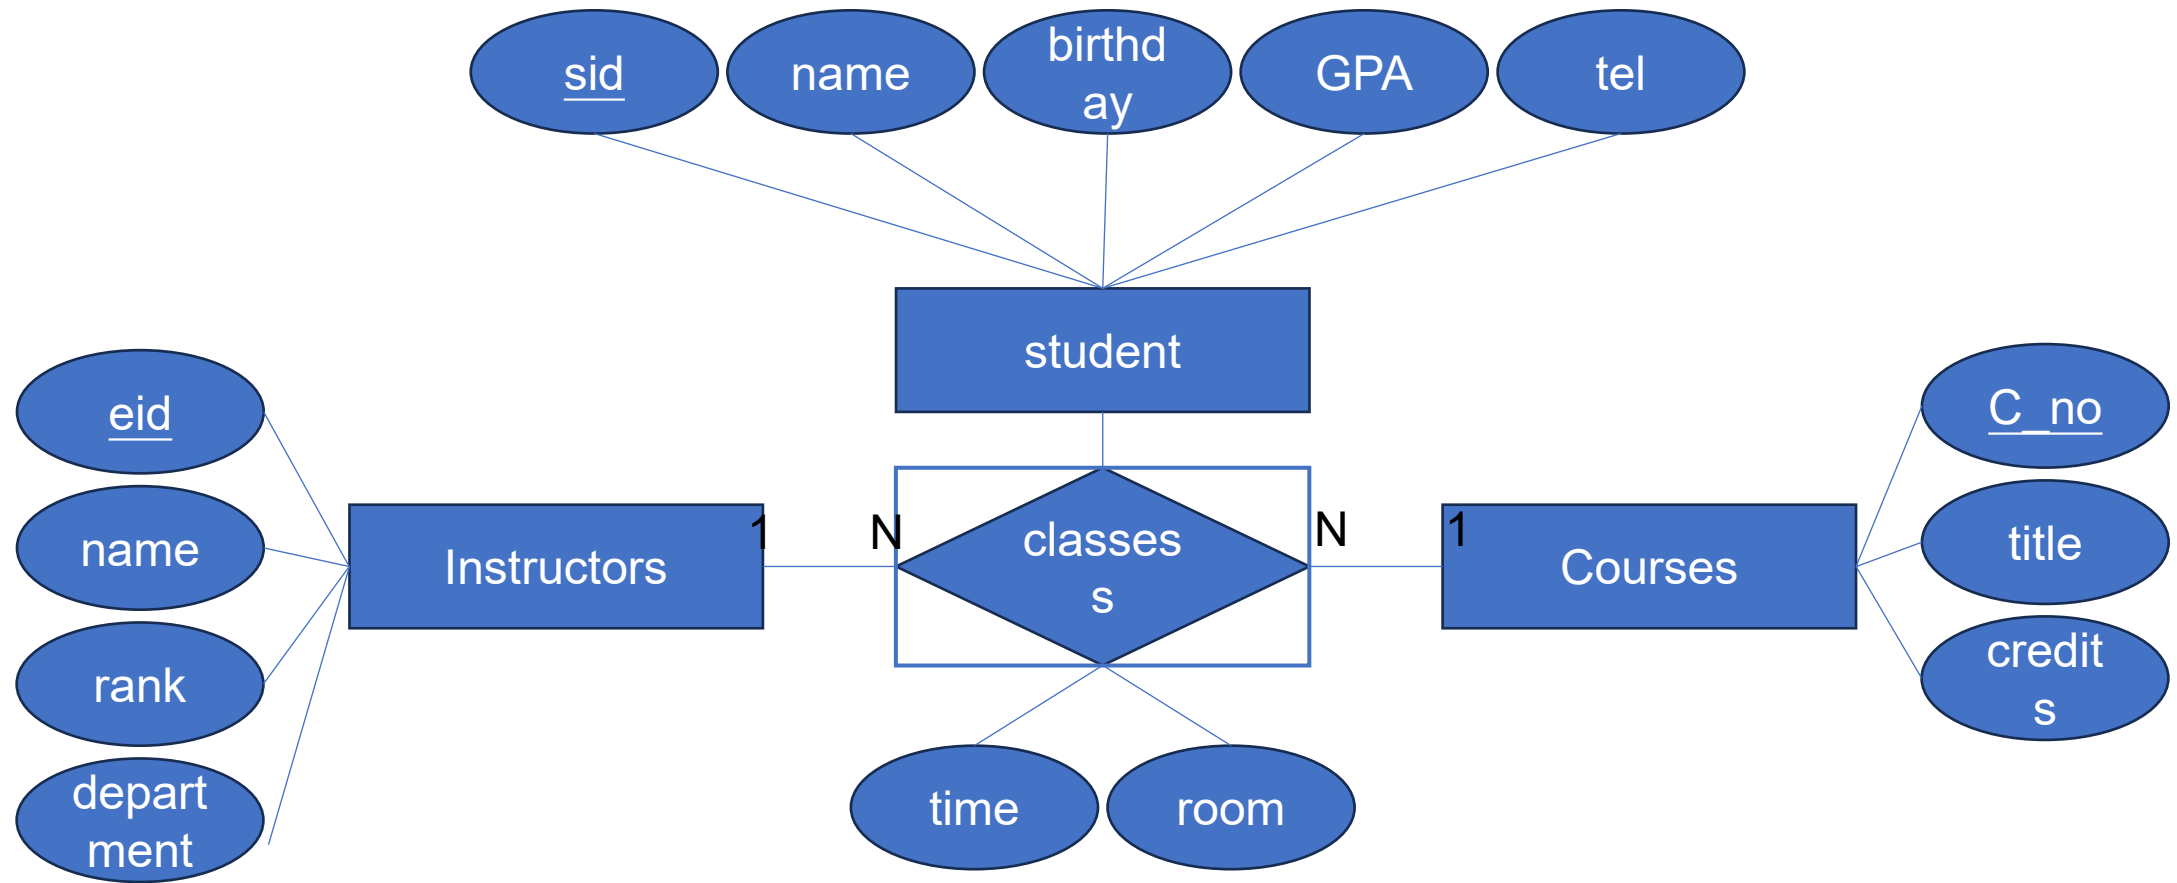 sid
name
birthd
ay
GPA
tel
student
eid
name
rank
depart
ment
Instructors
1
N
classes
s
N
1
Courses
C_no
title
credit
s
time
room